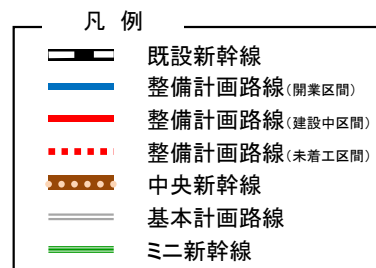 凡 例
既設新幹線
整備計画路線(開業区間)
整備計画路線(建設中区間)
整備計画路線(未着工区間)
中央新幹線
基本計画路線
ミニ新幹線